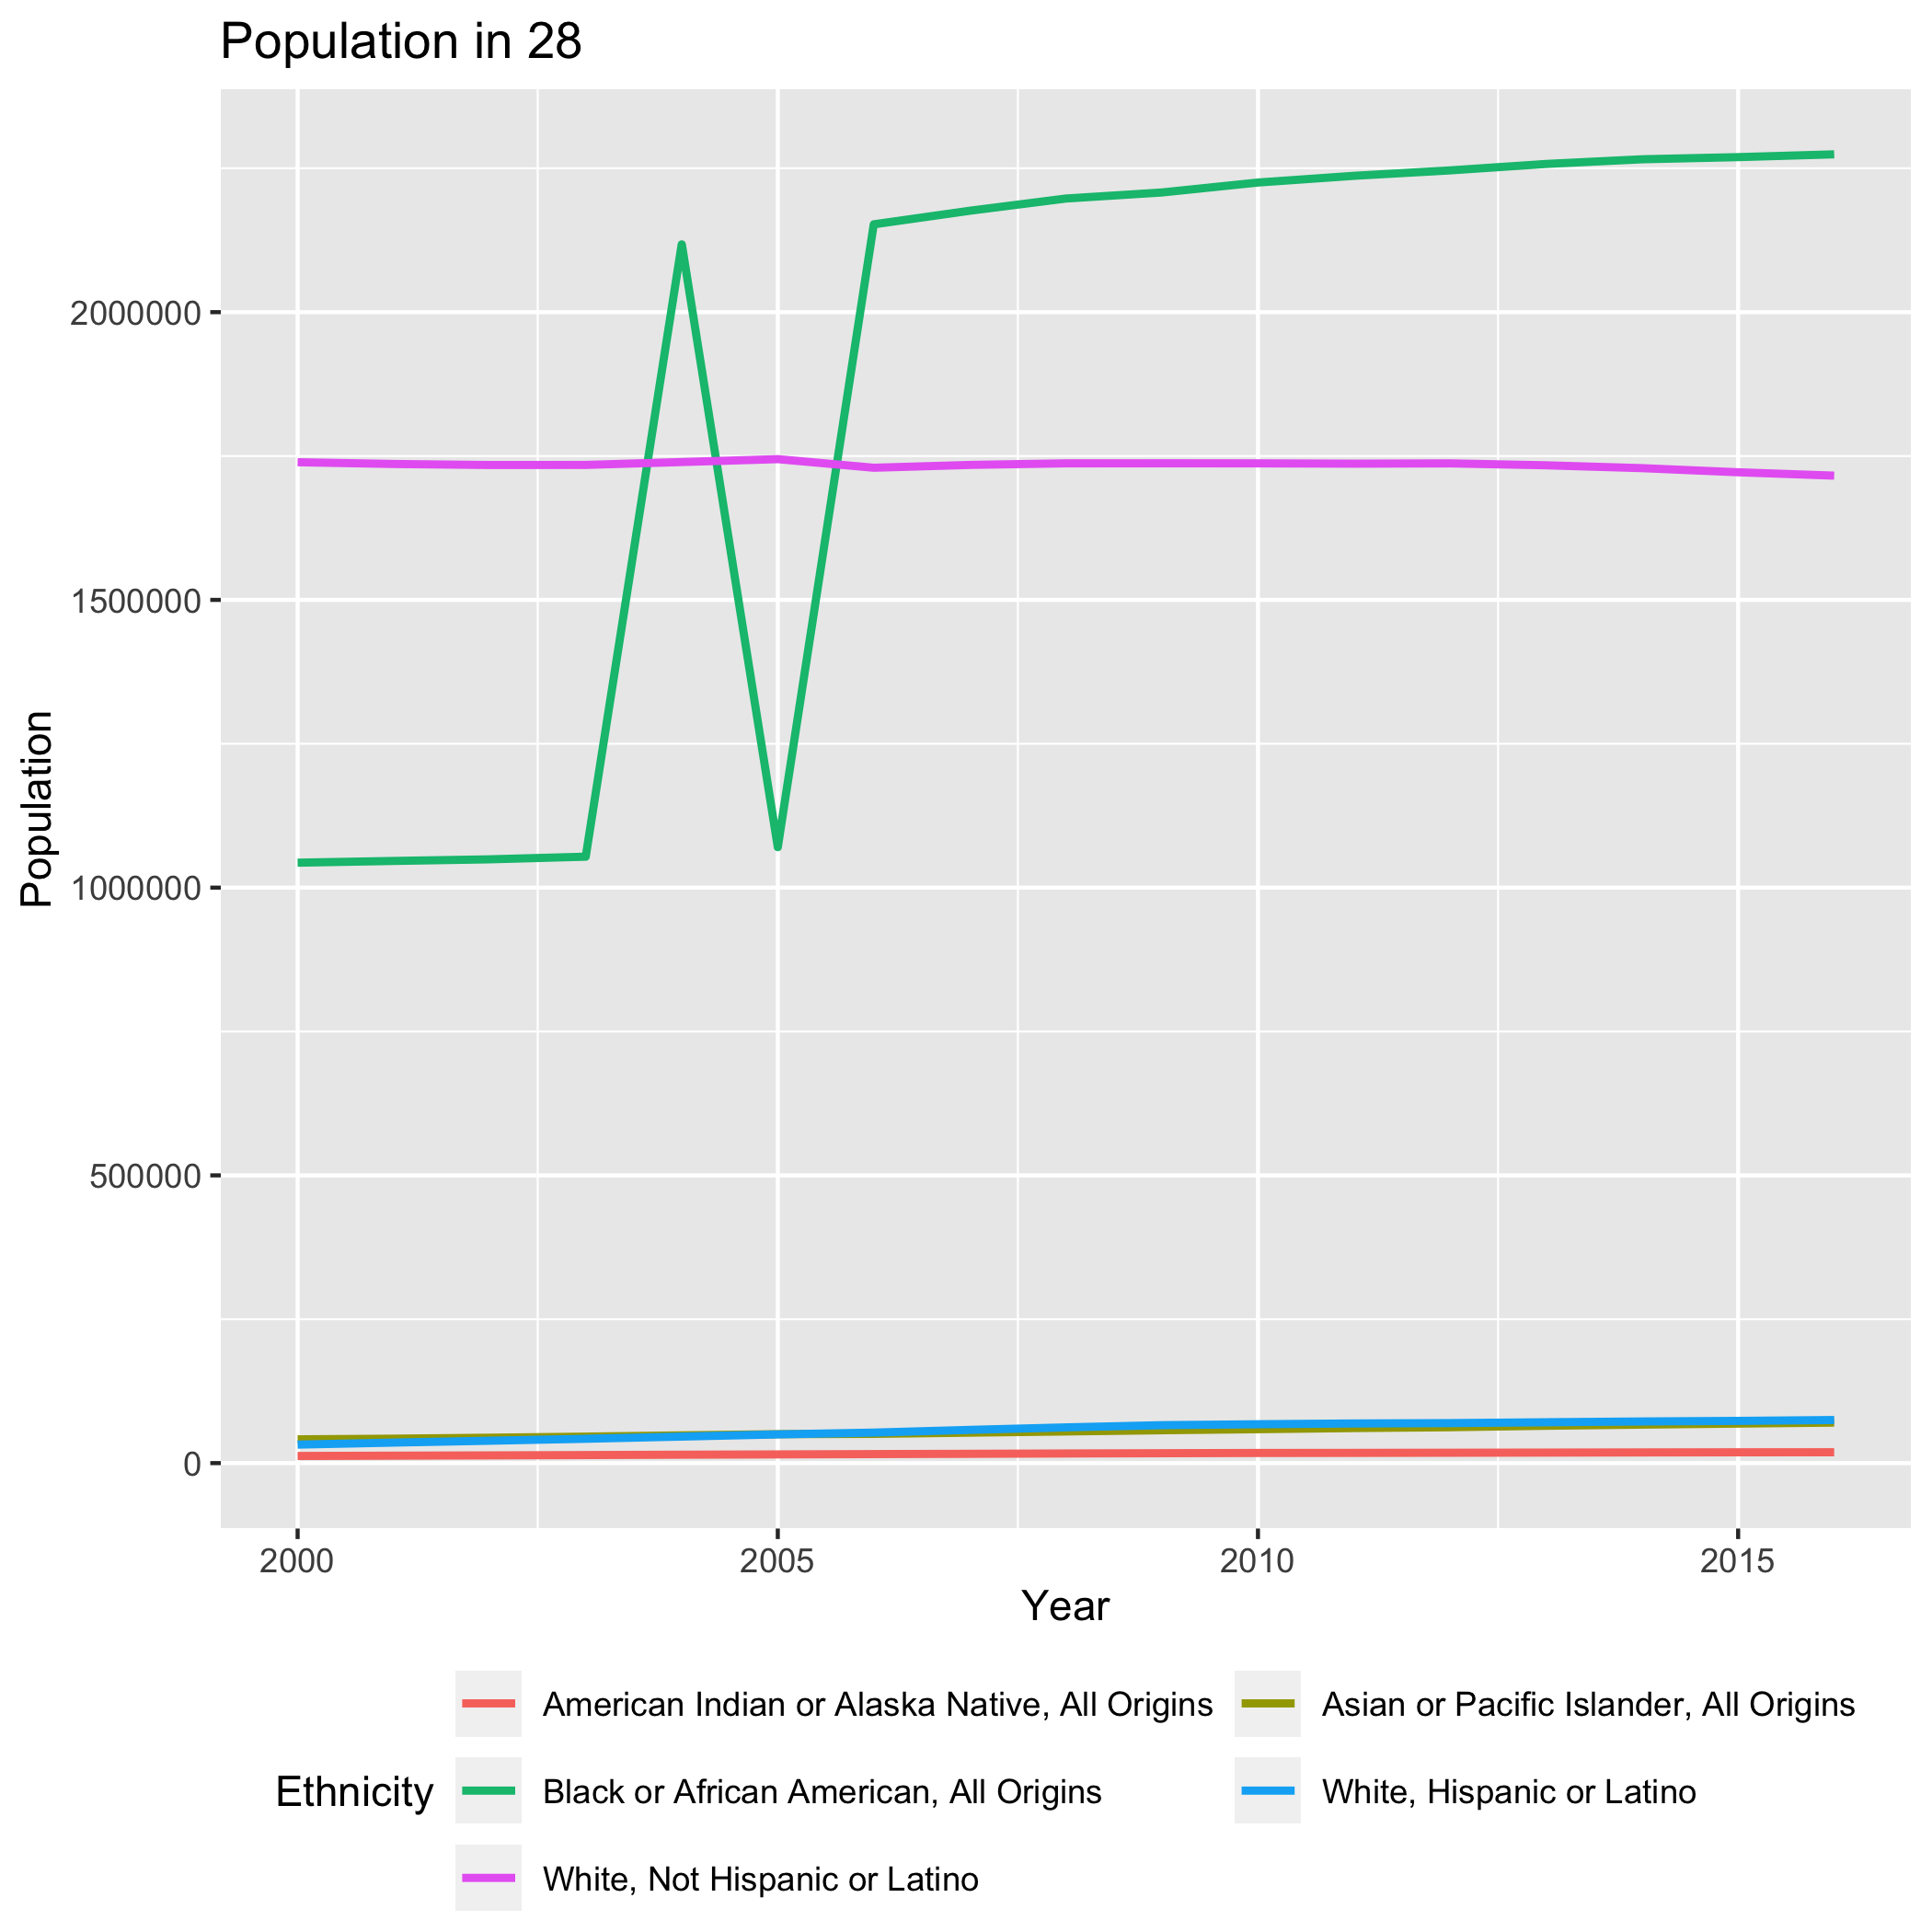 Population in 28
Population
2000000
1500000
1000000
500000
0
2000 2005 2010 2015
Year
Ethnicity
American Indian or Alaska Native, All Origins
Asian or Pacific Islander, All Origins
Black or African American, All Origins
White, Hispanic or Latino
White, Not Hispanic or Latino